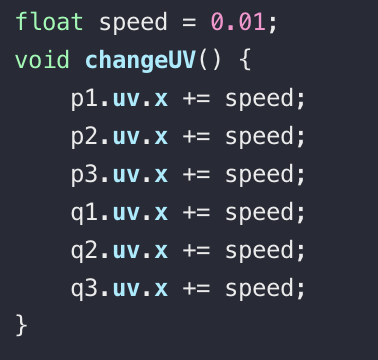 float speed = 0.01;
void changeUV() {
    p1.uv.x += speed;
    p2.uv.x += speed;
    p3.uv.x += speed;
    q1.uv.x += speed;
    q2.uv.x += speed;
    q3.uv.x += speed;
}